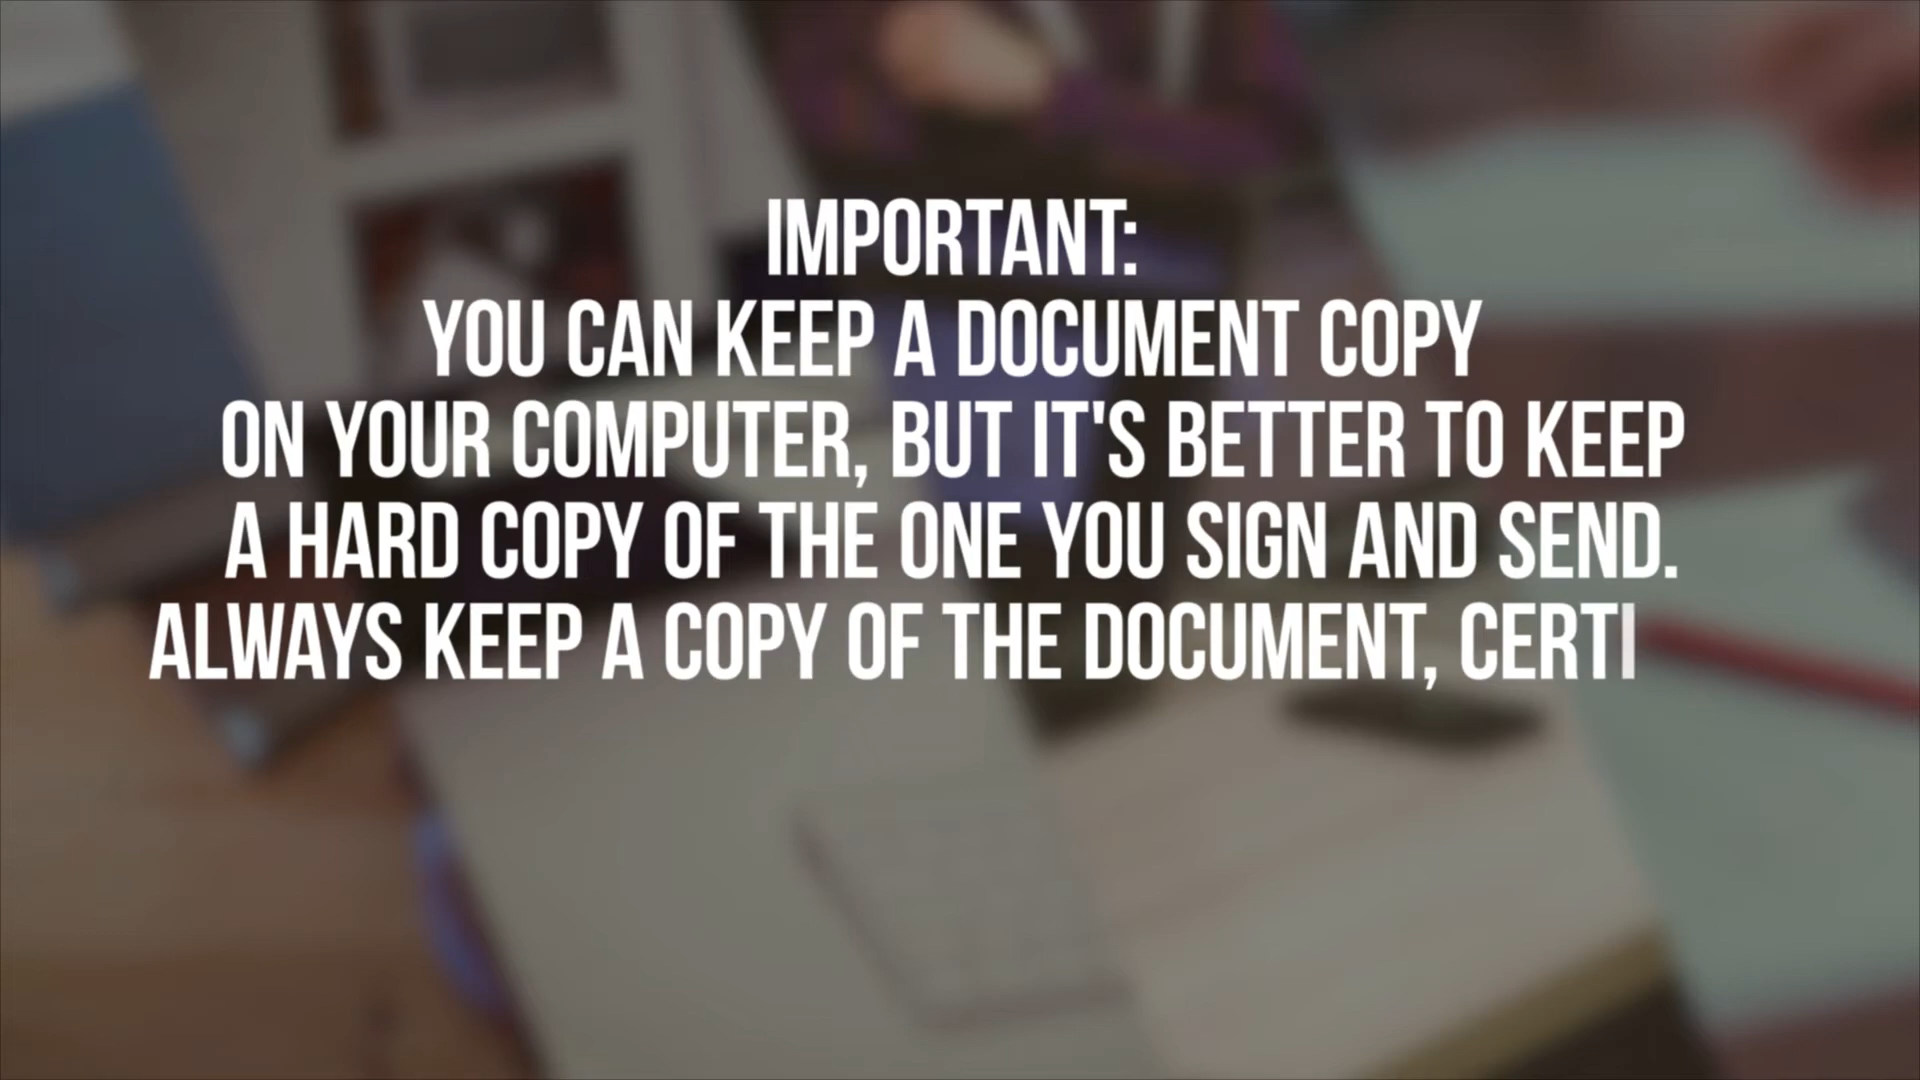 IMPORTANT:
YOU CAN KEEP A DOCUMENT COPY
ON YOUR COMPUTER, BUT IT'S BETTER TO KEEP
A HARD COPY OF THE ONE YOU SIGN AND SEND.
ALWAYS KEEP A COPY OF THE DOCUMENT, CERTI